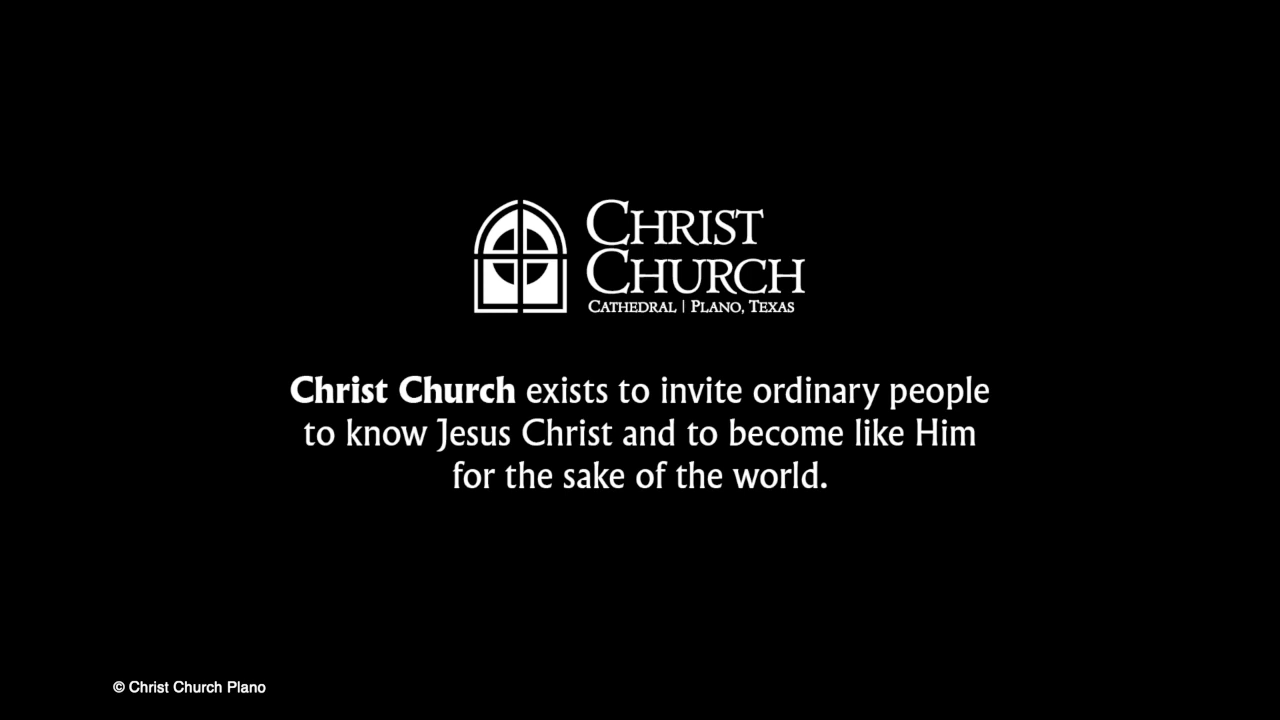 CHRIST
CHURCH
CATHEDRAL | PLANO, TEXAS
Christ Church exists to invite ordinary people
to know Jesus Christ and to become like Him
for the sake of the world.
© Christ Church Plano